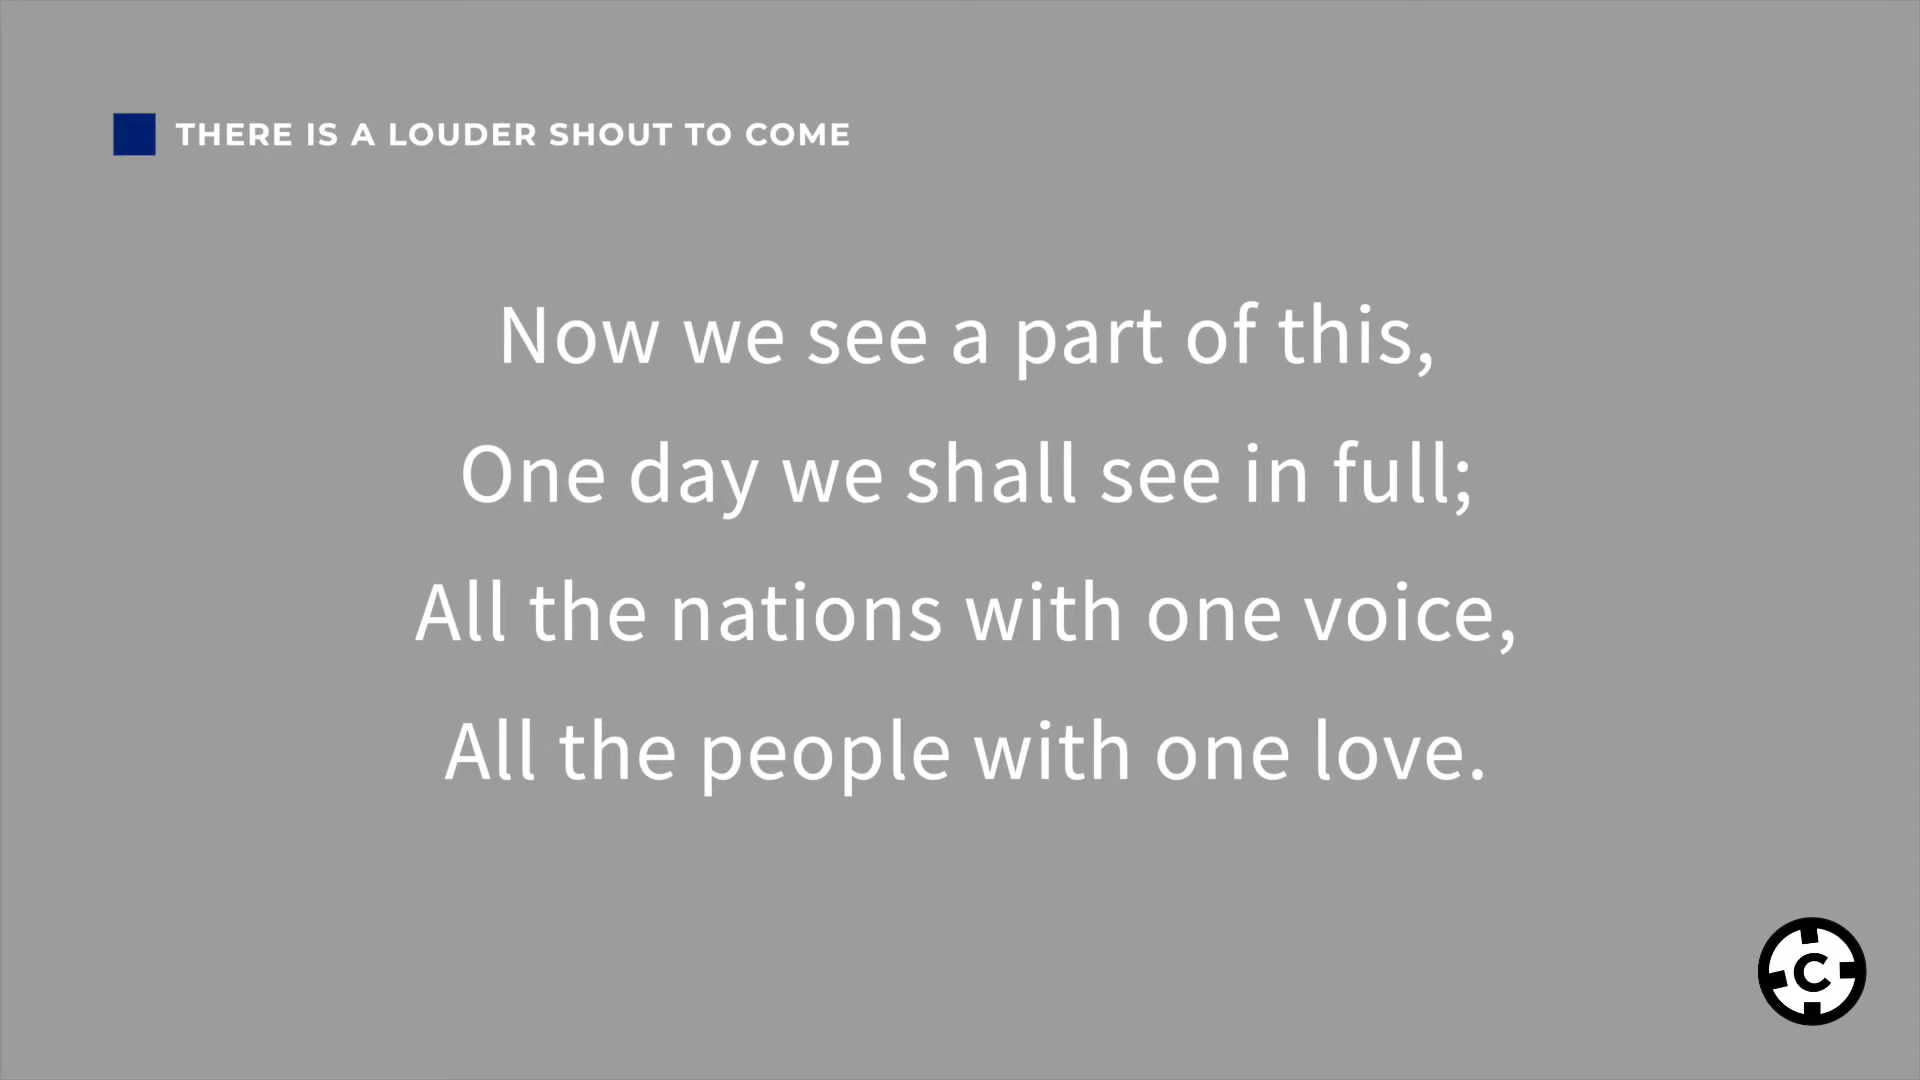 THERE IS A LOUDER SHOUT TO COME
Now we see a part of this,
One day we shall see in full;
All the nations with one voice,
All the people with one love.
C